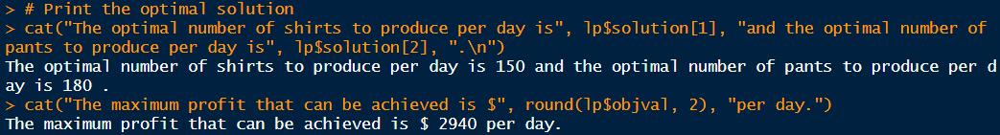 > # Print the optimal solution
> cat("The optimal number of shirts to produce per day is", lp$solution[1], "and the optimal number of
pants to produce per day is", lp$solution[2], ".\n")
The optimal number of shirts to produce per day is 150 and the optimal number of pants to produce per d
ay is 180 .
> cat("The maximum profit that can be achieved is $", round(lp$objval, 2), "per day.")
The maximum profit that can be achieved is $ 2940 per day.